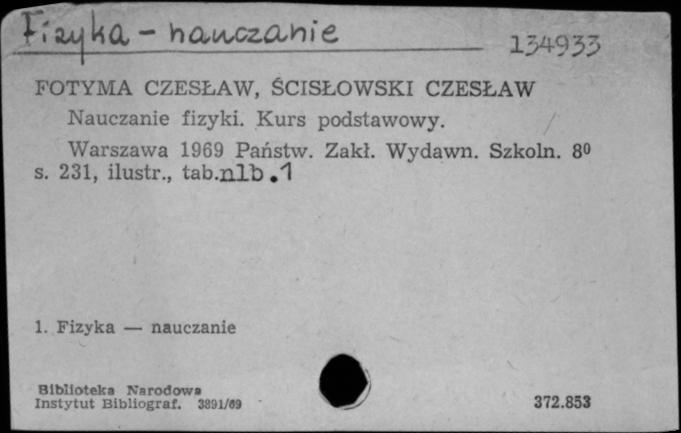 Fizyka - nauczanie
134933
FOTYMA CZESŁAW, ŚCISŁOWSKI CZESŁAW
Nauczanie fizyki. Kurs podstawowy.
Warszawa 1969 Państw. Zakł. Wydawn. Szkoln. 8⁰
s. 231, ilustr., tab.nlb.1
1. Fizyka — nauczanie
Biblioteka Narodowa
Instytut Bibliograf. 3891/69
372.853